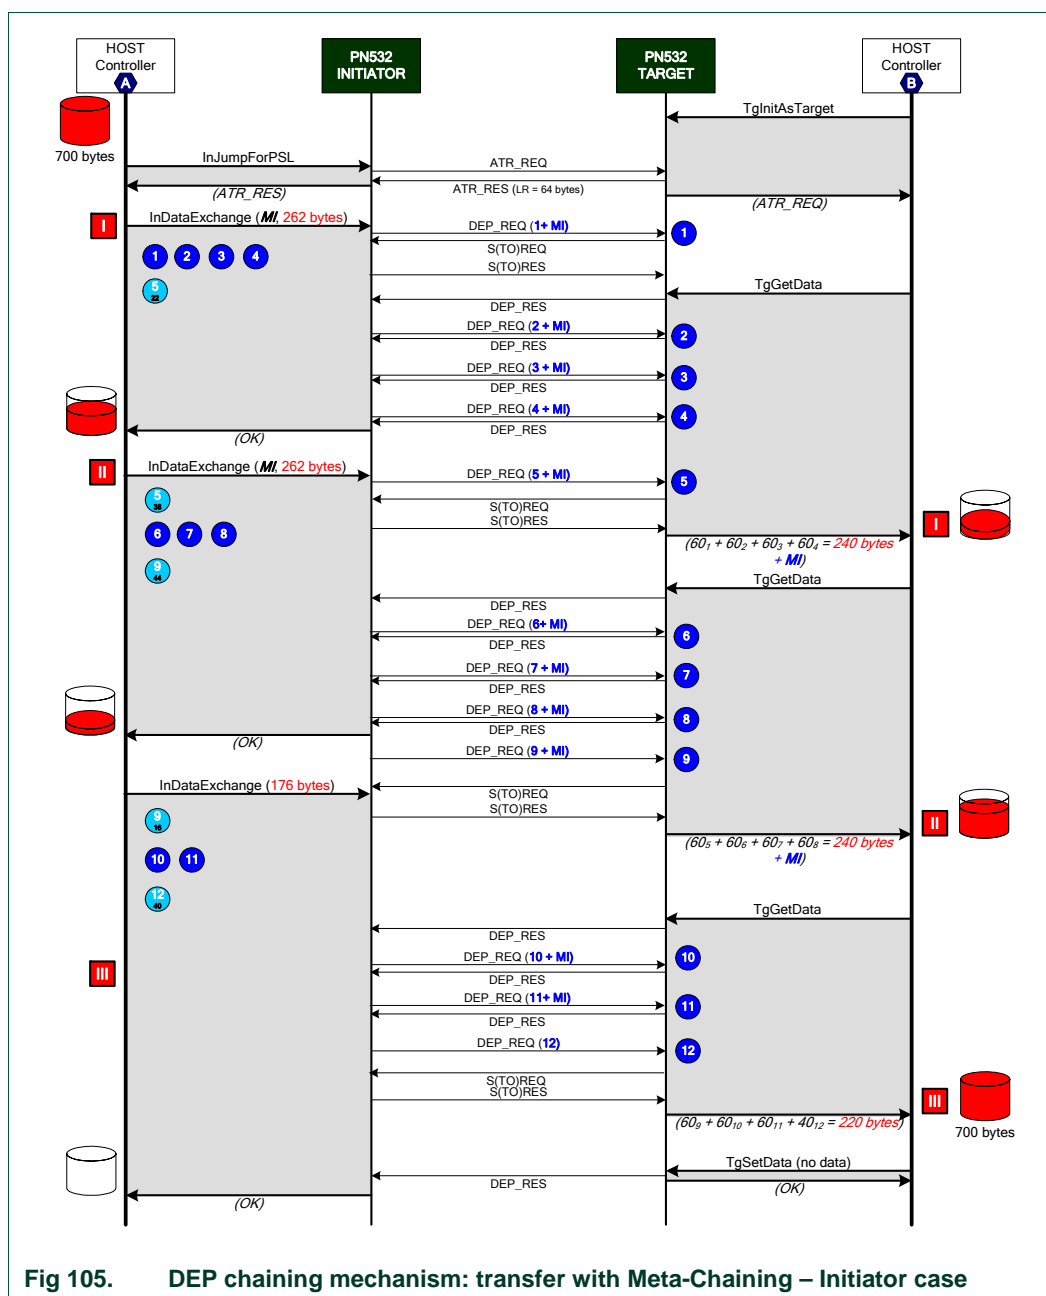 HOST
Controller
A
PN532
INITIATOR
PN532
TARGET
HOST
Controller
B
TgInitAsTarget
700 bytes
InJumpForPSL
ATR_REQ
(ATR_RES)
ATR_RES (LR = 64 bytes)
(ATR_REQ)
I
InDataExchange (MI, 262 bytes)
DEP_REQ (1+ MI)
1
S(TO)REQ
1 2 3 4
S(TO)RES
5
22
TgGetData
DEP_RES
DEP_REQ (2 + MI)
2
DEP_RES
DEP_REQ (3 + MI)
3
DEP_RES
DEP_REQ (4 + MI)
4
DEP_RES
(OK)
II
InDataExchange (MI, 262 bytes)
DEP_REQ (5 + MI)
5
5
38
S(TO)REQ
S(TO)RES
I
6 7 8
(60₁ + 60₂ + 60₃ + 60₄ = 240 bytes
+ MI)
9
44
TgGetData
DEP_RES
DEP_REQ (6+ MI)
6
DEP_RES
DEP_REQ (7 + MI)
7
DEP_RES
DEP_REQ (8 + MI)
8
DEP_RES
(OK)
DEP_REQ (9 + MI)
9
InDataExchange (176 bytes)
S(TO)REQ
S(TO)RES
9
16
II
(60₅ + 60₆ + 60₇ + 60₈ = 240 bytes
+ MI)
10 11
12
40
TgGetData
DEP_RES
DEP_REQ (10 + MI)
10
III
DEP_RES
DEP_REQ (11+ MI)
11
DEP_RES
DEP_REQ (12)
12
S(TO)REQ
S(TO)RES
III
(60₉ + 60₁₀ + 60₁₁ + 40₁₂ = 220 bytes)
700 bytes
TgSetData (no data)
DEP_RES
(OK)
(OK)
Fig 105. DEP chaining mechanism: transfer with Meta-Chaining – Initiator case